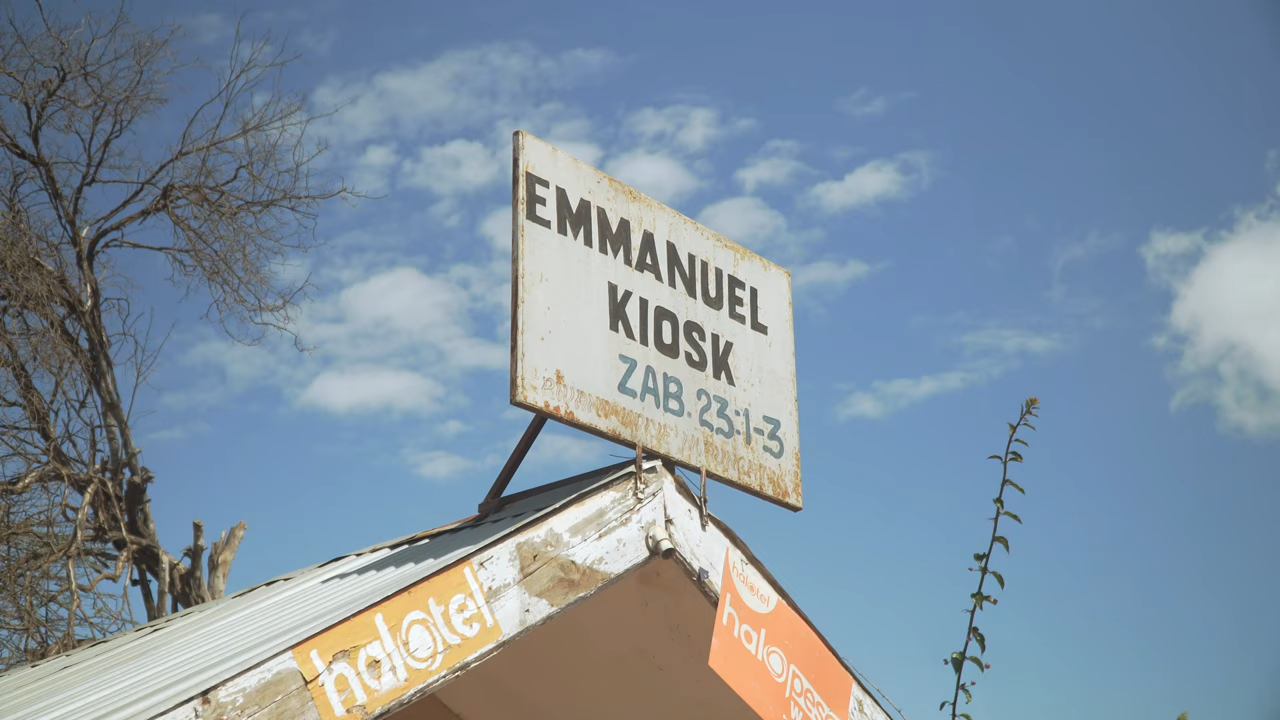 EMMANUEL
KIOSK
ZAB. 23:1-3
halotel
halotel
halopesa